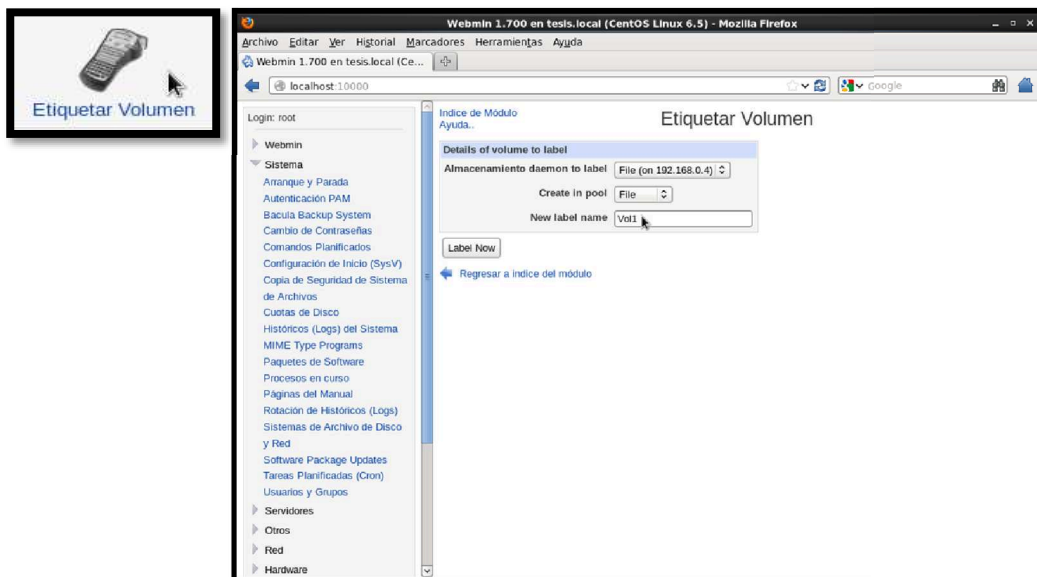 Etiquetar Volumen
Webmin 1.700 en tesis.local (CentOS Linux 6.5) - Mozilla Firefox
Archivo Editar Ver Historial Marcadores Herramientas Ayuda
Webmin 1.700 en tesis.local (Ce...
localhost:10000
Google
Login: root
Webmin
Sistema
Arranque y Parada
Autenticación PAM
Bacula Backup System
Cambio de Contraseñas
Comandos Planificados
Configuración de Inicio (SysV)
Copia de Seguridad de Sistema
de Archivos
Cuotas de Disco
Históricos (Logs) del Sistema
MIME Type Programs
Paquetes de Software
Procesos en curso
Páginas del Manual
Rotación de Históricos (Logs)
Sistemas de Archivo de Disco
y Red
Software Package Updates
Tareas Planificadas (Cron)
Usuarios y Grupos
Servidores
Otros
Red
Hardware
Indice de Módulo
Ayuda..
Etiquetar Volumen
Details of volume to label
Almacenamiento daemon to label File (on 192.168.0.4)
Create in pool File
New label name Vol1
Label Now
Regresar a índice del módulo